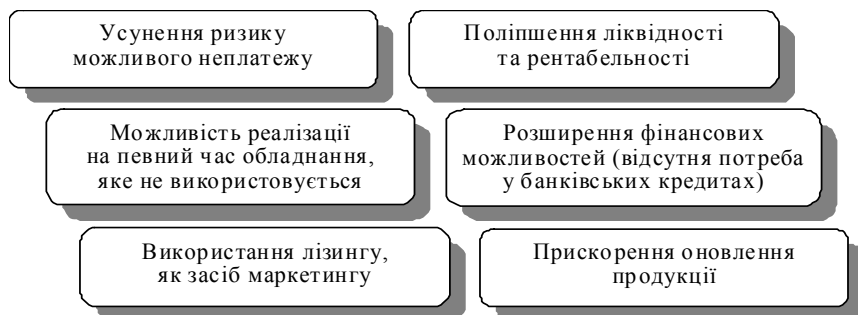 Усунення ризику
можливого неплатежу
Поліпшення ліквідності
та рентабельності
Можливість реалізації
на певний час обладнання,
яке не використовується
Розширення фінансових
можливостей (відсутня потреба
у банківських кредитах)
Використання лізингу,
як засіб маркетингу
Прискорення оновлення
продукції